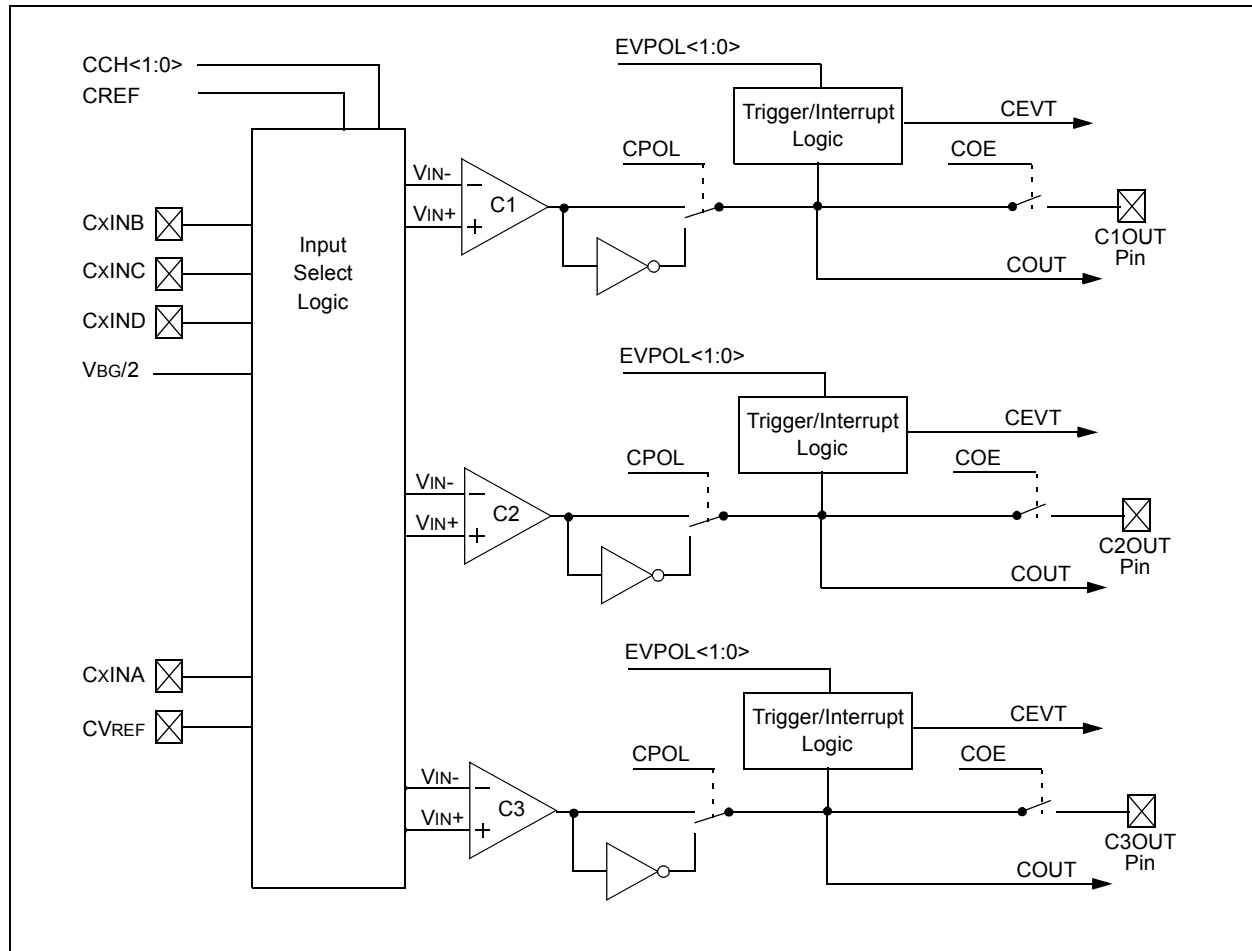 CCH<1:0>
CREF
CXINB
CXINC
CXIND
VBG/2
CXINA
CVREF
Input
Select
Logic
EVPOL<1:0>
Trigger/Interrupt
Logic
CEVT
CPOL
COE
VIN-
VIN+
−
+
C1
C1OUT
Pin
COUT
EVPOL<1:0>
Trigger/Interrupt
Logic
CEVT
CPOL
COE
VIN-
VIN+
−
+
C2
C2OUT
Pin
COUT
EVPOL<1:0>
Trigger/Interrupt
Logic
CEVT
CPOL
COE
VIN-
VIN+
−
+
C3
C3OUT
Pin
COUT